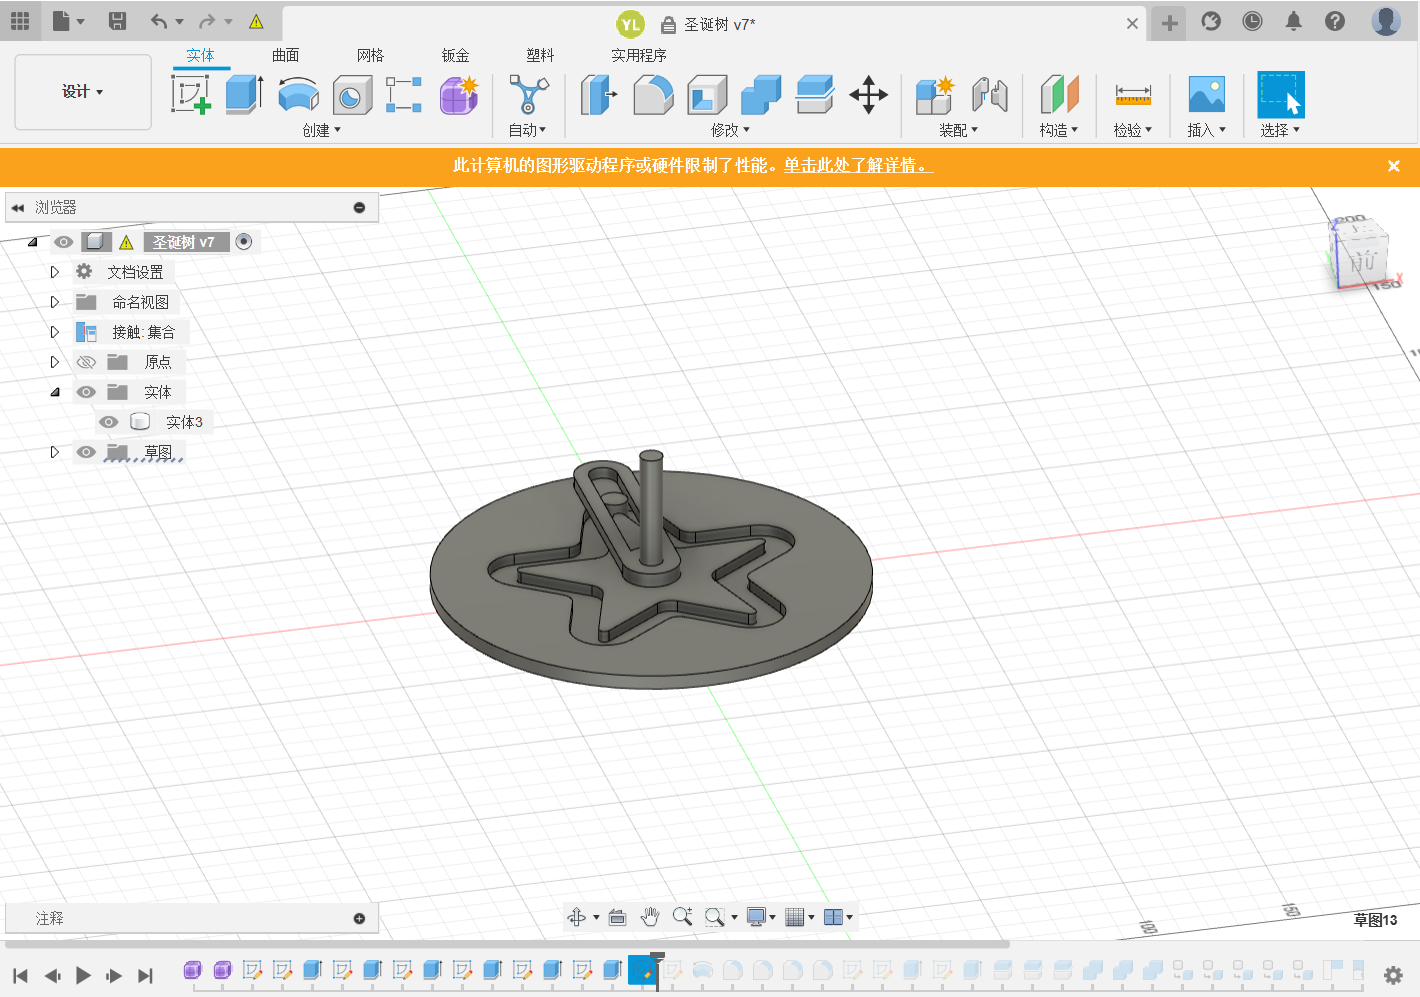 YL 圣诞树 v7*
实体 曲面 网格 钣金 塑料 实用程序
设计
创建 自动 修改 装配 构造 检验 插入 选择
此计算机的图形驱动程序或硬件限制了性能。单击此处了解详情。
浏览器
圣诞树 v7
文档设置
命名视图
接触: 集合
原点
实体
实体3
草图
200
上
前
X
150
100
150
注释
草图13